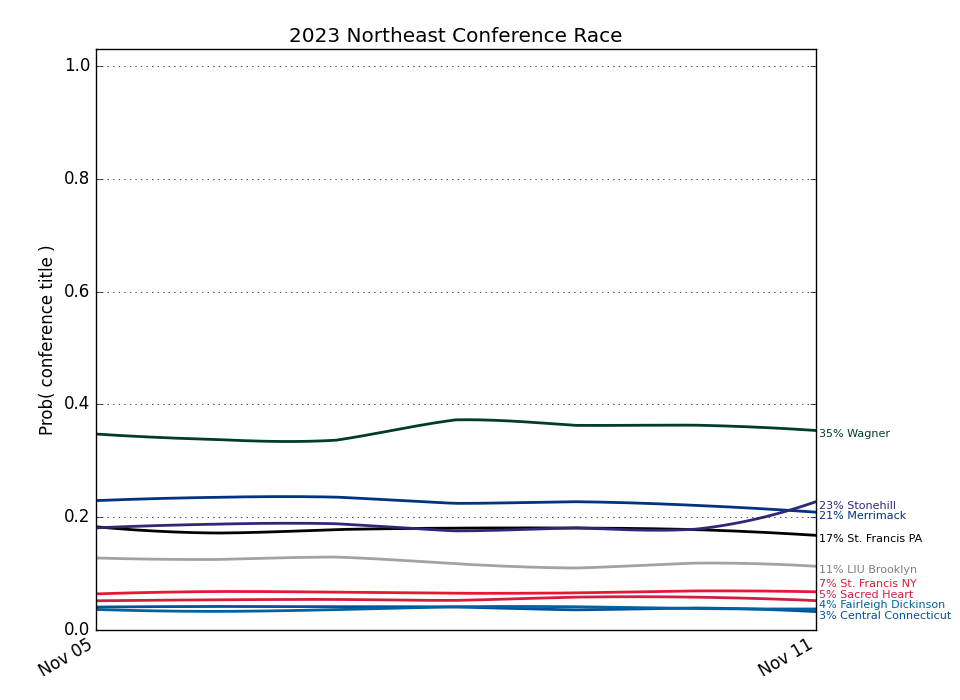 2023 Northeast Conference Race
1.0
0.8
0.6
0.4
0.2
0.0
Prob( conference title )
Nov 05
Nov 11
35% Wagner
23% Stonehill
21% Merrimack
17% St. Francis PA
11% LIU Brooklyn
7% St. Francis NY
5% Sacred Heart
4% Fairleigh Dickinson
3% Central Connecticut